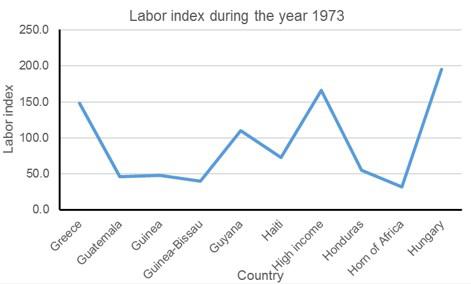 Labor index during the year 1973
250.0
200.0
150.0
100.0
50.0
0.0
Labor index
Greece
Guatemala
Guinea
Guinea-Bissau
Guyana
Haiti
High income
Honduras
Horn of Africa
Hungary
Country